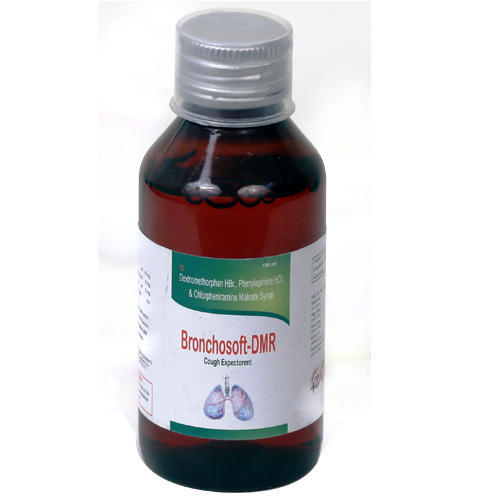 100 ml
Dextromethorphan HBr., Phenylephrine HCL
& Chlorpheniramine Maleate Syrup
Bronchosoft-DMR
Cough Expectorent